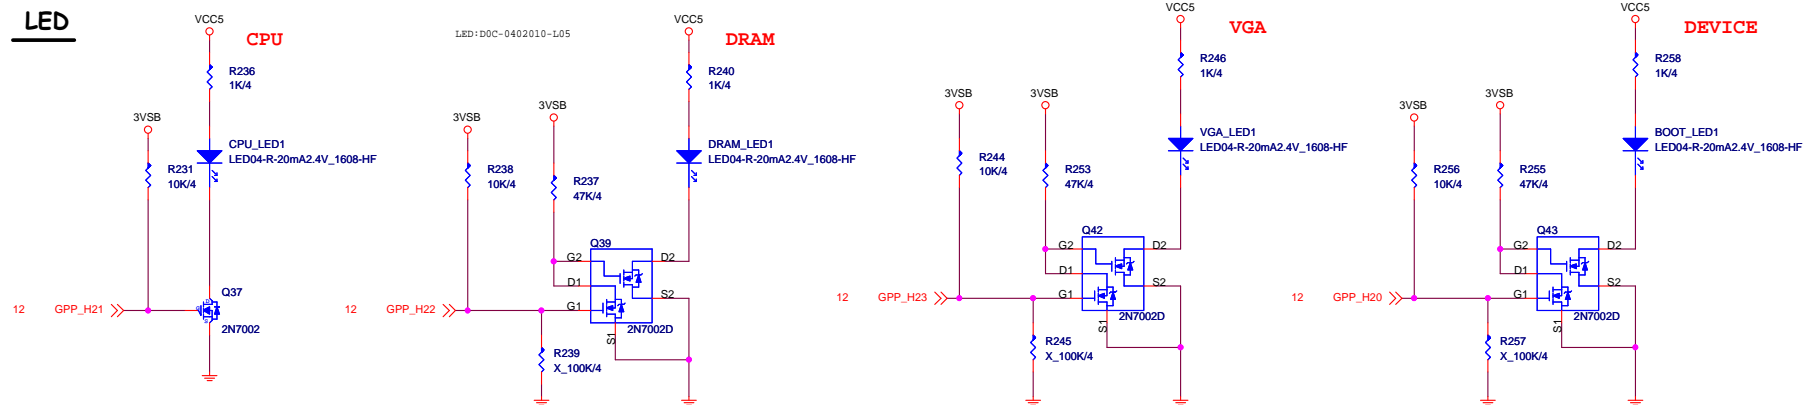 LED
LED:D0C-0402010-L05
VCC5
CPU
R236
1K/4
3VSB
CPU_LED1
LED04-R-20mA2.4V_1608-HF
R231
10K/4
Q37
2N7002
12
GPP_H21
VCC5
DRAM
R240
1K/4
3VSB
3VSB
DRAM_LED1
LED04-R-20mA2.4V_1608-HF
R238
10K/4
R237
47K/4
Q39
G2
D2
D1
S2
G1
2N7002D
S1
12
GPP_H22
R239
X_100K/4
VCC5
VGA
R246
1K/4
3VSB
3VSB
VGA_LED1
LED04-R-20mA2.4V_1608-HF
R244
10K/4
R253
47K/4
Q42
G2
D2
D1
S2
G1
2N7002D
S1
12
GPP_H23
R245
X_100K/4
VCC5
DEVICE
R258
1K/4
3VSB
3VSB
BOOT_LED1
LED04-R-20mA2.4V_1608-HF
R256
10K/4
R255
47K/4
Q43
G2
D2
D1
S2
G1
2N7002D
S1
12
GPP_H20
R257
X_100K/4